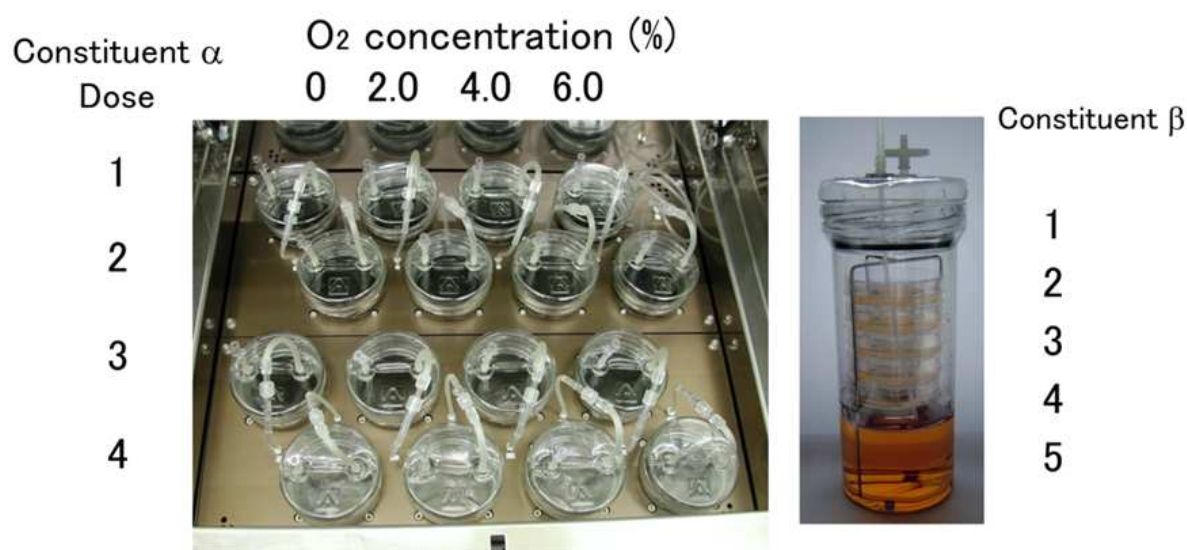 Constituent α
Dose
O₂ concentration (%)
0 2.0 4.0 6.0
1
2
3
4
Constituent β
1
2
3
4
5